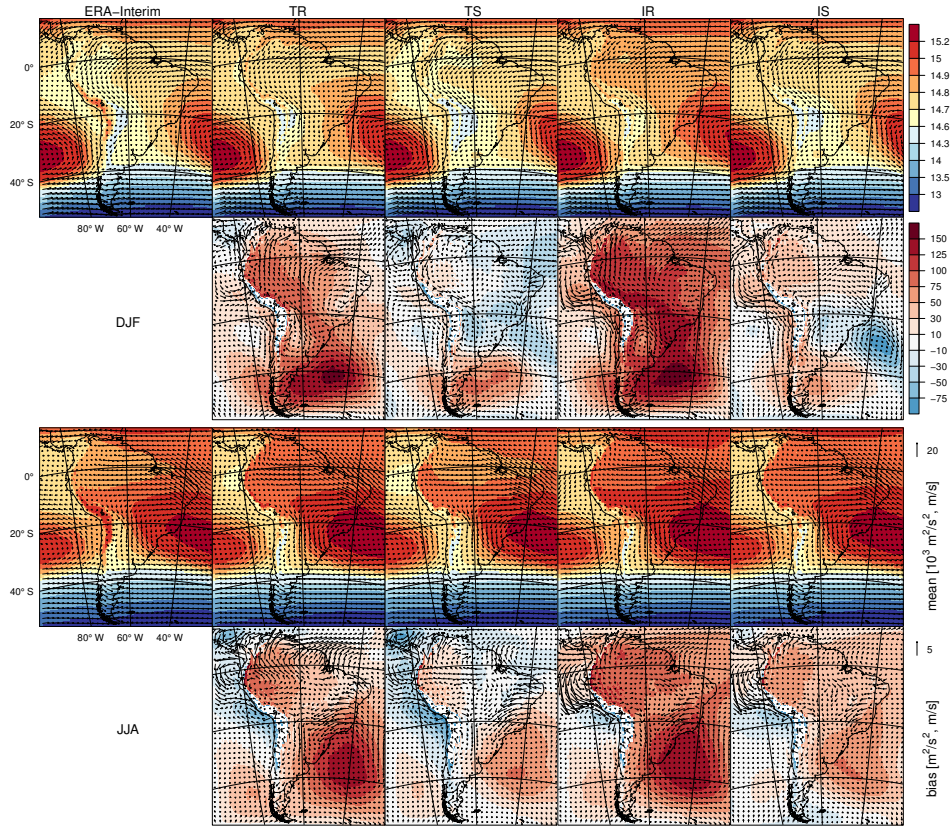 ERA−Interim TR TS IR IS
0°
20° S
40° S
15.2
15
14.9
14.8
14.7
14.6
14.3
14
13.5
13
80° W 60° W 40° W
DJF
150
125
100
75
50
30
10
−10
−30
−50
−75
0°
20° S
40° S
20
mean [10³ m²/s², m/s]
80° W 60° W 40° W
JJA
5
bias [m²/s², m/s]